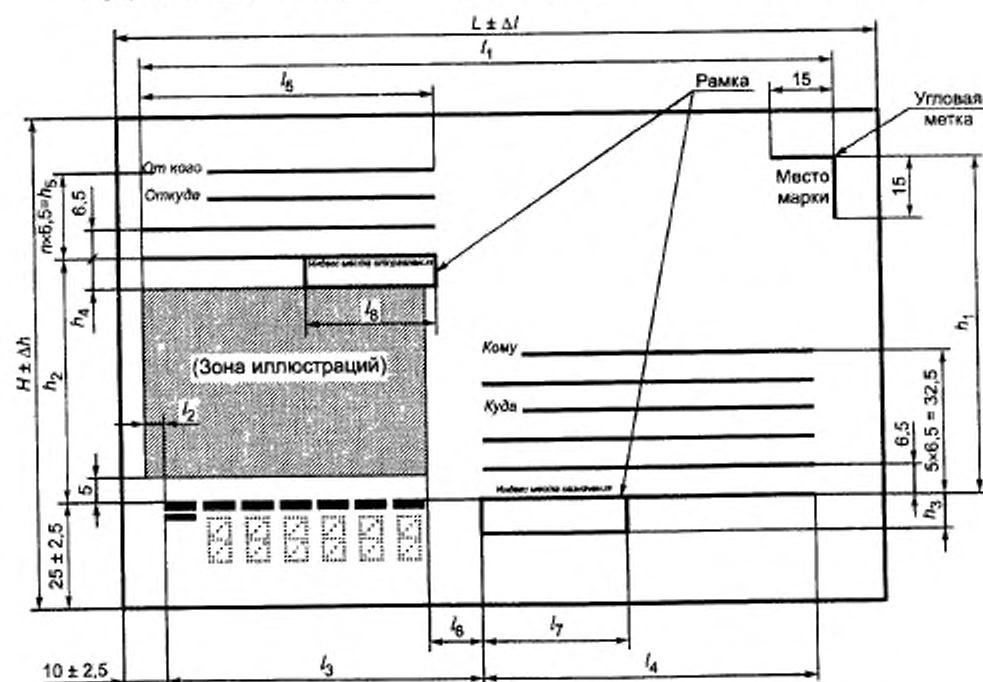 L ± Δl
l₁
l₅
Рамка
15
Угловая
метка
От кого
Откуда
Место
марки
15
6,5
n×6,5=h₅
Индекс места отправления
h₄
l₈
h₁
H ± Δh
h₂
(Зона иллюстраций)
Кому
l₂
Куда
6,5
5×6,5 = 32,5
5
Индекс места назначения
h₃
25 ± 2,5
l₆
l₇
10 ± 2,5
l₃
l₄